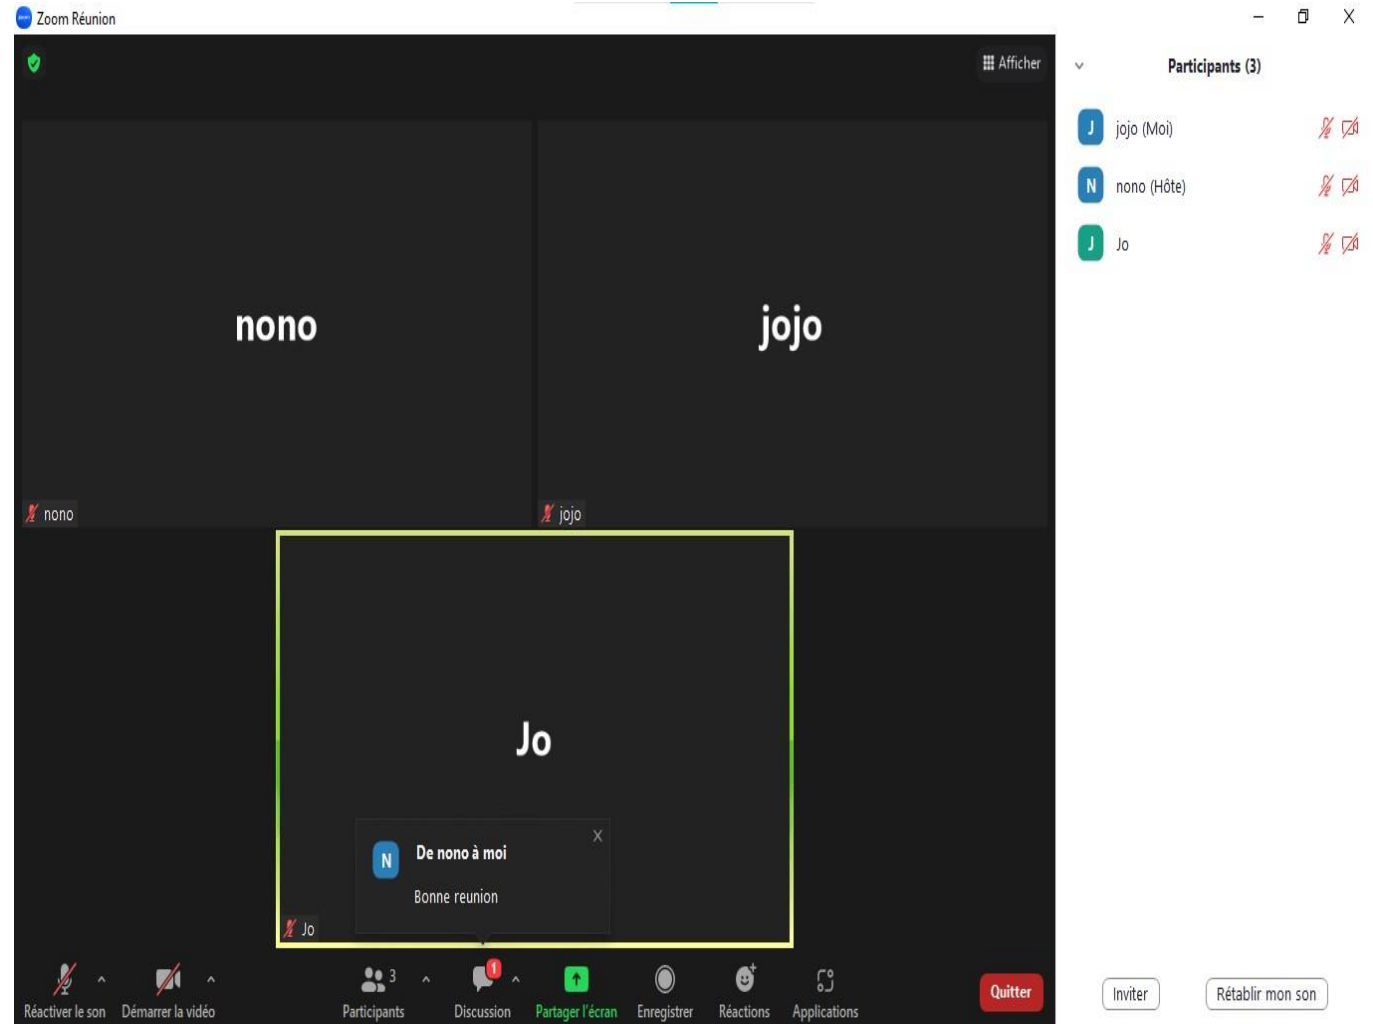 Zoom Réunion
Afficher
Participants (3)
J jojo (Moi)
N nono (Hôte)
J Jo
nono
jojo
nono
jojo
Jo
N De nono à moi
Bonne reunion
Jo
3
1
Réactiver le son Démarrer la vidéo Participants Discussion Partager l'écran Enregistrer Réactions Applications
Quitter
Inviter Rétablir mon son